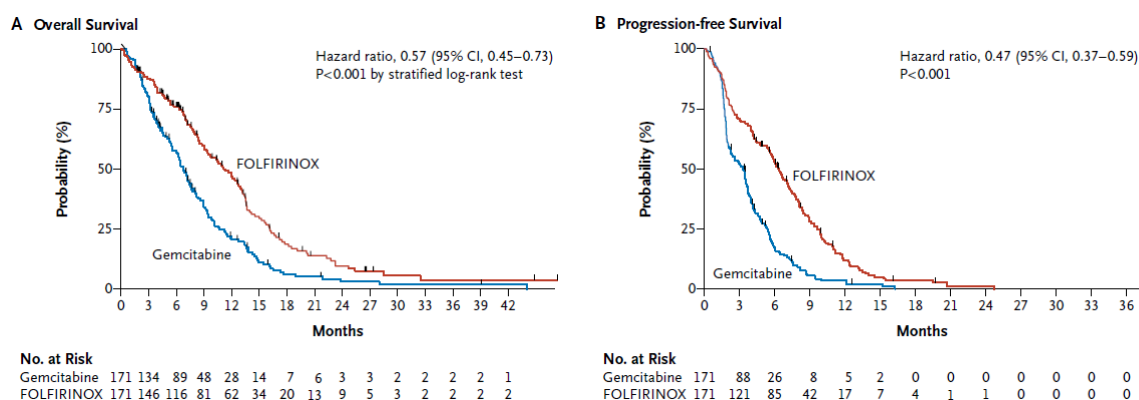 A Overall Survival
Hazard ratio, 0.57 (95% CI, 0.45–0.73)
P<0.001 by stratified log-rank test
Probability (%)
100
75
50
25
0
FOLFIRINOX
Gemcitabine
0 3 6 9 12 15 18 21 24 27 30 33 36 39 42
Months
No. at Risk
Gemcitabine 171 134 89 48 28 14 7 6 3 3 2 2 2 2 1
FOLFIRINOX 171 146 116 81 62 34 20 13 9 5 3 2 2 2 2
B Progression-free Survival
Hazard ratio, 0.47 (95% CI, 0.37–0.59)
P<0.001
Probability (%)
100
75
50
25
0
FOLFIRINOX
Gemcitabine
0 3 6 9 12 15 18 21 24 27 30 33 36
Months
No. at Risk
Gemcitabine 171 88 26 8 5 2 0 0 0 0 0 0 0
FOLFIRINOX 171 121 85 42 17 7 4 1 1 0 0 0 0